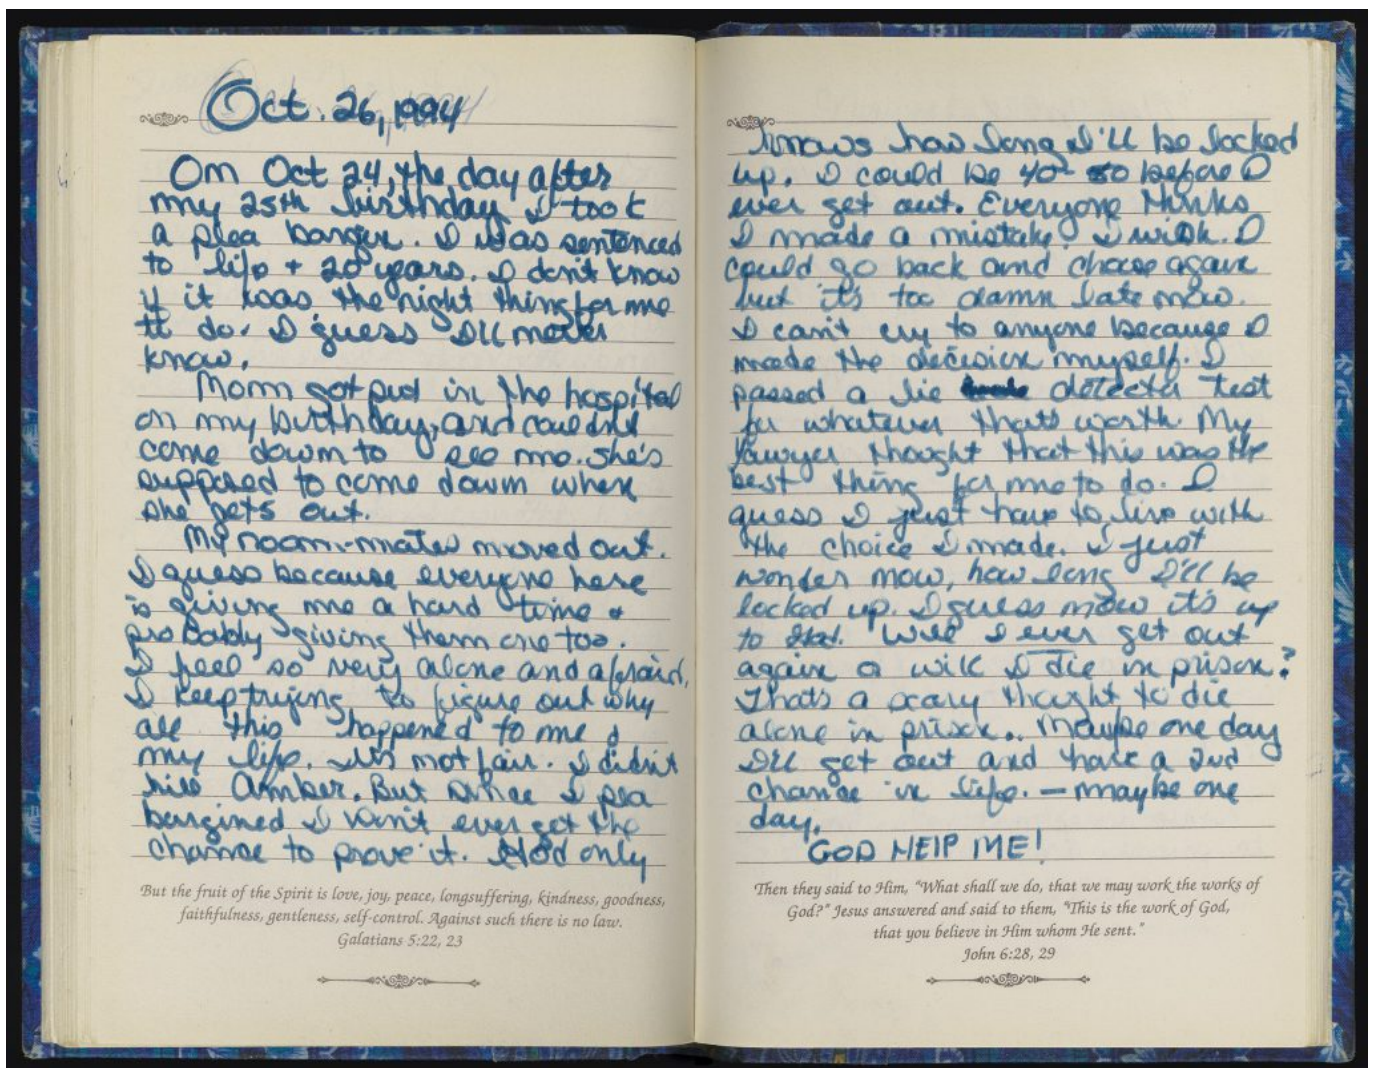 Oct. 26, 1994
On Oct 24, the day after
my 25th birthday I took
a plea bargin. I was sentenced
to life + 20 years. I don't know
if it was the right thing for me
to do. I guess I'll never
know.
Mom got put in the hospital
on my birthday, and couldn't
come down to see me. She's
supposed to come down when
she gets out.
My room-mates moved out.
I guess because everyone here
is giving me a hard time &
probably giving them one too.
I feel so very alone and afraid,
I keep trying to figure out why
all this happened to me &
my life. It's not fair. I didn't
kill Amber. But since I plea
bargined I won't ever get the
chance to prove it. God only
knows how long I'll be locked
up. I could be 40-50 before I
ever get out. Everyone thinks
I made a mistake. I wish I
could go back and chose again
but it's too damn late now.
I can't cry to anyone because I
made the decision myself. I
passed a lie detector test
for whatever thats worth. My
lawyer thought that this was the
best thing for me to do. I
guess I just have to live with
the choice I made. I just
wonder now, how long I'll be
locked up. I guess now it's up
to God. Will I ever get out
again or will I die in prison?
Thats a scary thought to die
alone in prison.. Maybe one day
I'll get out and have a 2nd
chance in life. — maybe one
day.
GOD HElP ME!
But the fruit of the Spirit is love, joy, peace, longsuffering, kindness, goodness,
faithfulness, gentleness, self-control. Against such there is no law.
Galatians 5:22, 23
Then they said to Him, "What shall we do, that we may work the works of
God?" Jesus answered and said to them, "This is the work of God,
that you believe in Him whom He sent."
John 6:28, 29